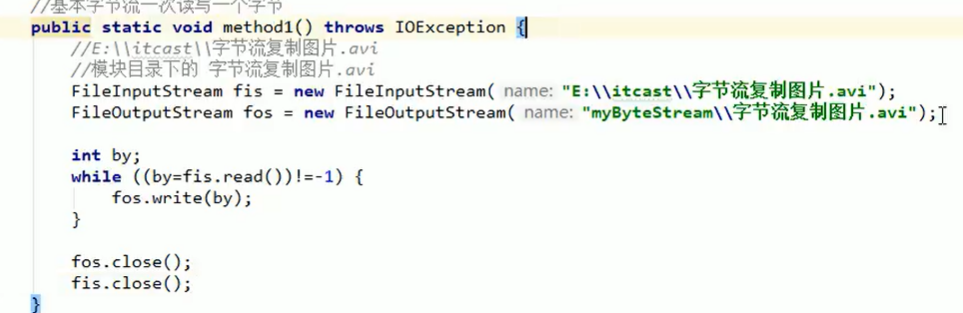 //基本字节流一次读写一个字节
public static void method1() throws IOException {
//E:\\itcast\\字节流复制图片.avi
//模块目录下的 字节流复制图片.avi
FileInputStream fis = new FileInputStream( name: "E:\\itcast\\字节流复制图片.avi");
FileOutputStream fos = new FileOutputStream( name: "myByteStream\\字节流复制图片.avi");
int by;
while ((by=fis.read())!=-1) {
fos.write(by);
}
fos.close();
fis.close();
}